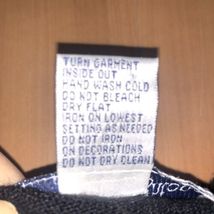 TURN GARMENT
INSIDE OUT
HAND WASH COLD
DO NOT BLEACH
DRY FLAT
IRON ON LOWEST
SETTING AS NEEDED
DO NOT IRON
ON DECORATIONS
DO NOT DRY CLEAN